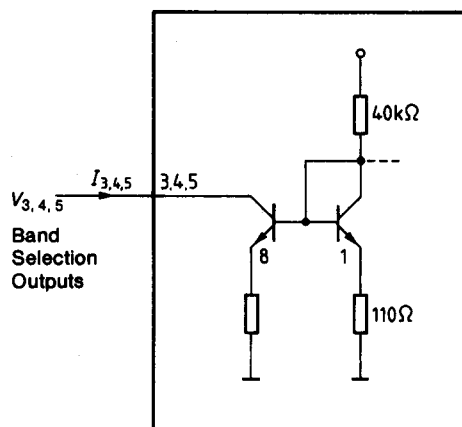 40kΩ
I3,4,5
3,4,5
V3, 4, 5
Band
Selection
Outputs
8
1
110Ω